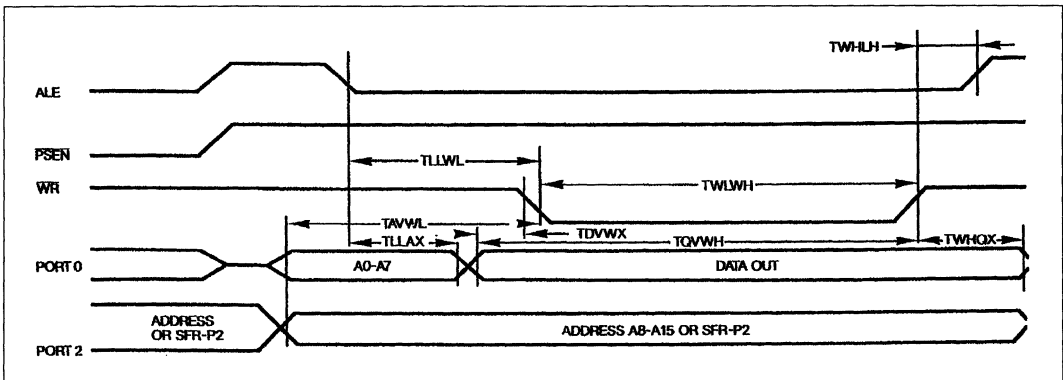 TWHLH
ALE
PSEN
TLLWL
WR
TWLWH
TAVWL
TDVWX
TLLAX
TQVWH
TWHQX
PORT 0
A0-A7
DATA OUT
ADDRESS
OR SFR-P2
ADDRESS A8-A15 OR SFR-P2
PORT 2